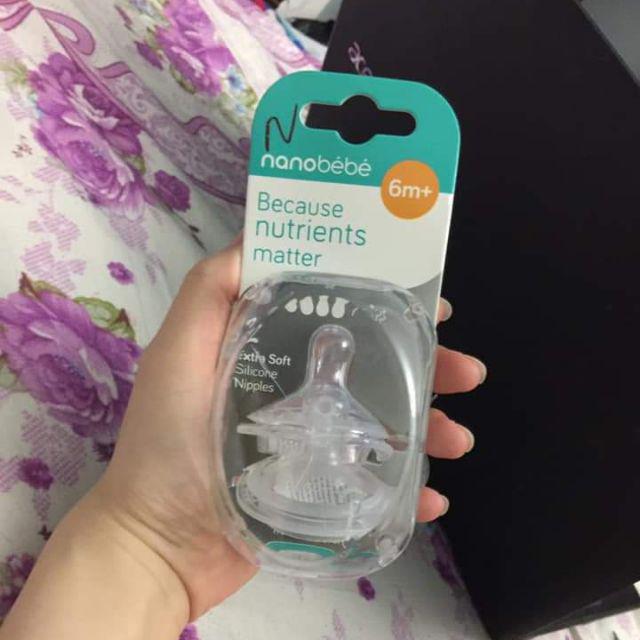 N
nanobébé
6m+
Because
nutrients
matter
Extra Soft
Silicone
Nipples